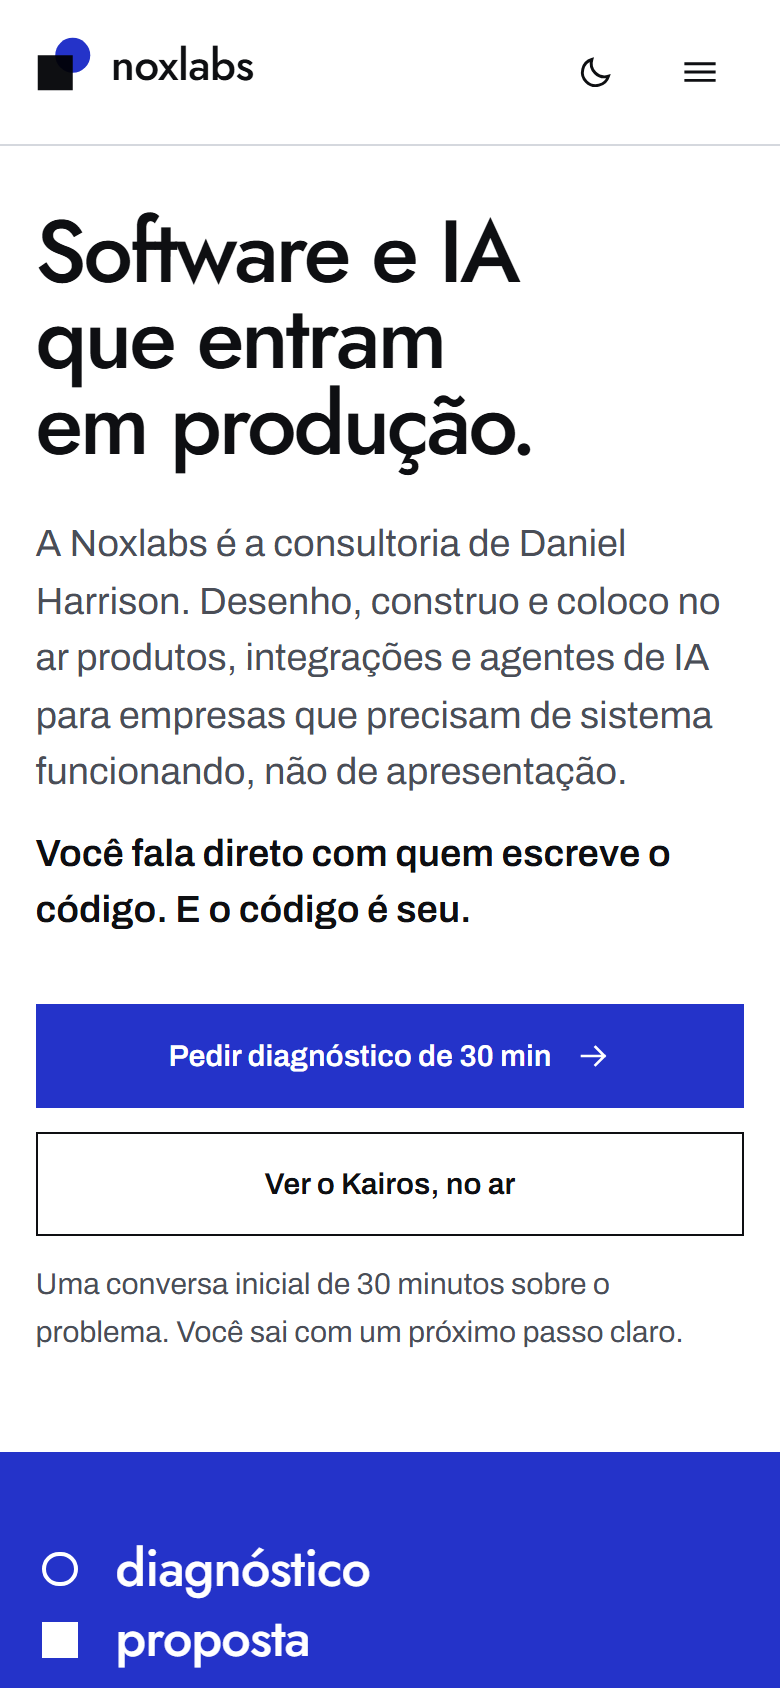 noxlabs
Software e IA
que entram
em produção.
A Noxlabs é a consultoria de Daniel
Harrison. Desenho, construo e coloco no
ar produtos, integrações e agentes de IA
para empresas que precisam de sistema
funcionando, não de apresentação.
Você fala direto com quem escreve o
código. E o código é seu.
Pedir diagnóstico de 30 min →
Ver o Kairos, no ar
Uma conversa inicial de 30 minutos sobre o
problema. Você sai com um próximo passo claro.
diagnóstico
proposta